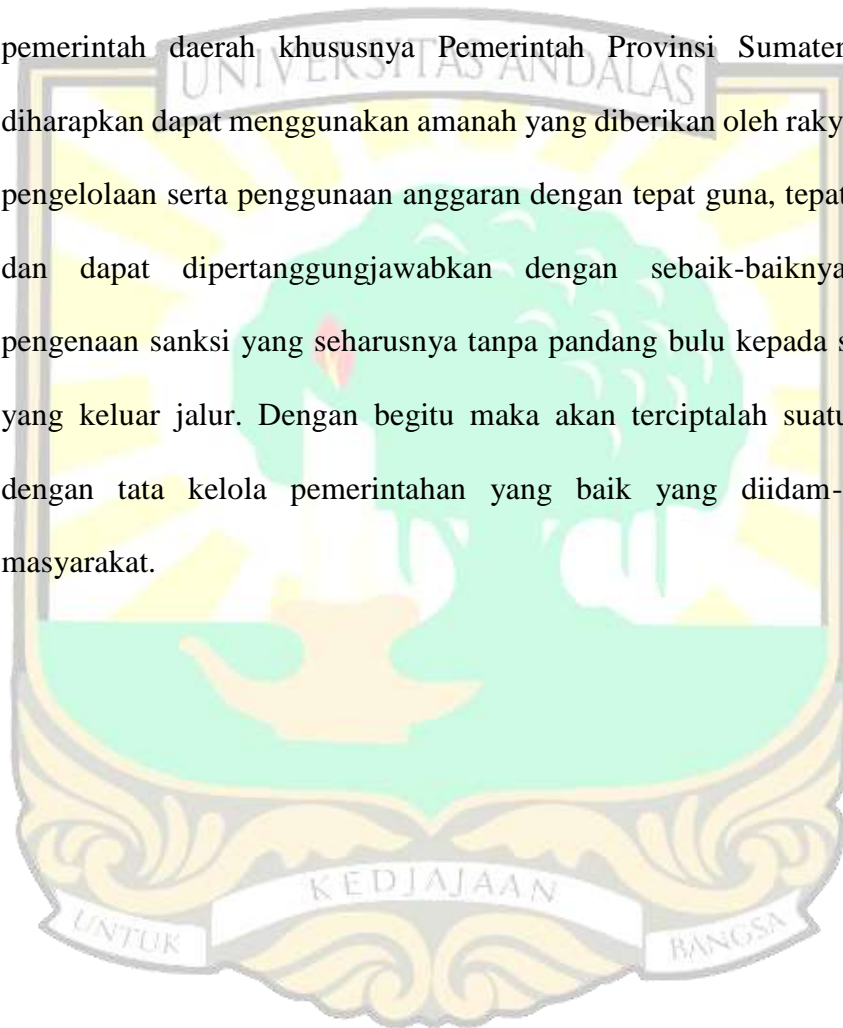 pemerintah daerah khususnya Pemerintah Provinsi Sumater
UNIVERSITAS ANDALAS
diharapkan dapat menggunakan amanah yang diberikan oleh raky
pengelolaan serta penggunaan anggaran dengan tepat guna, tepat
dan dapat dipertanggungjawabkan dengan sebaik-baiknya
pengenaan sanksi yang seharusnya tanpa pandang bulu kepada s
yang keluar jalur. Dengan begitu maka akan terciptalah suatu
dengan tata kelola pemerintahan yang baik yang diidam-
masyarakat.
KEDJAJAAN
UNTUK BANGSA